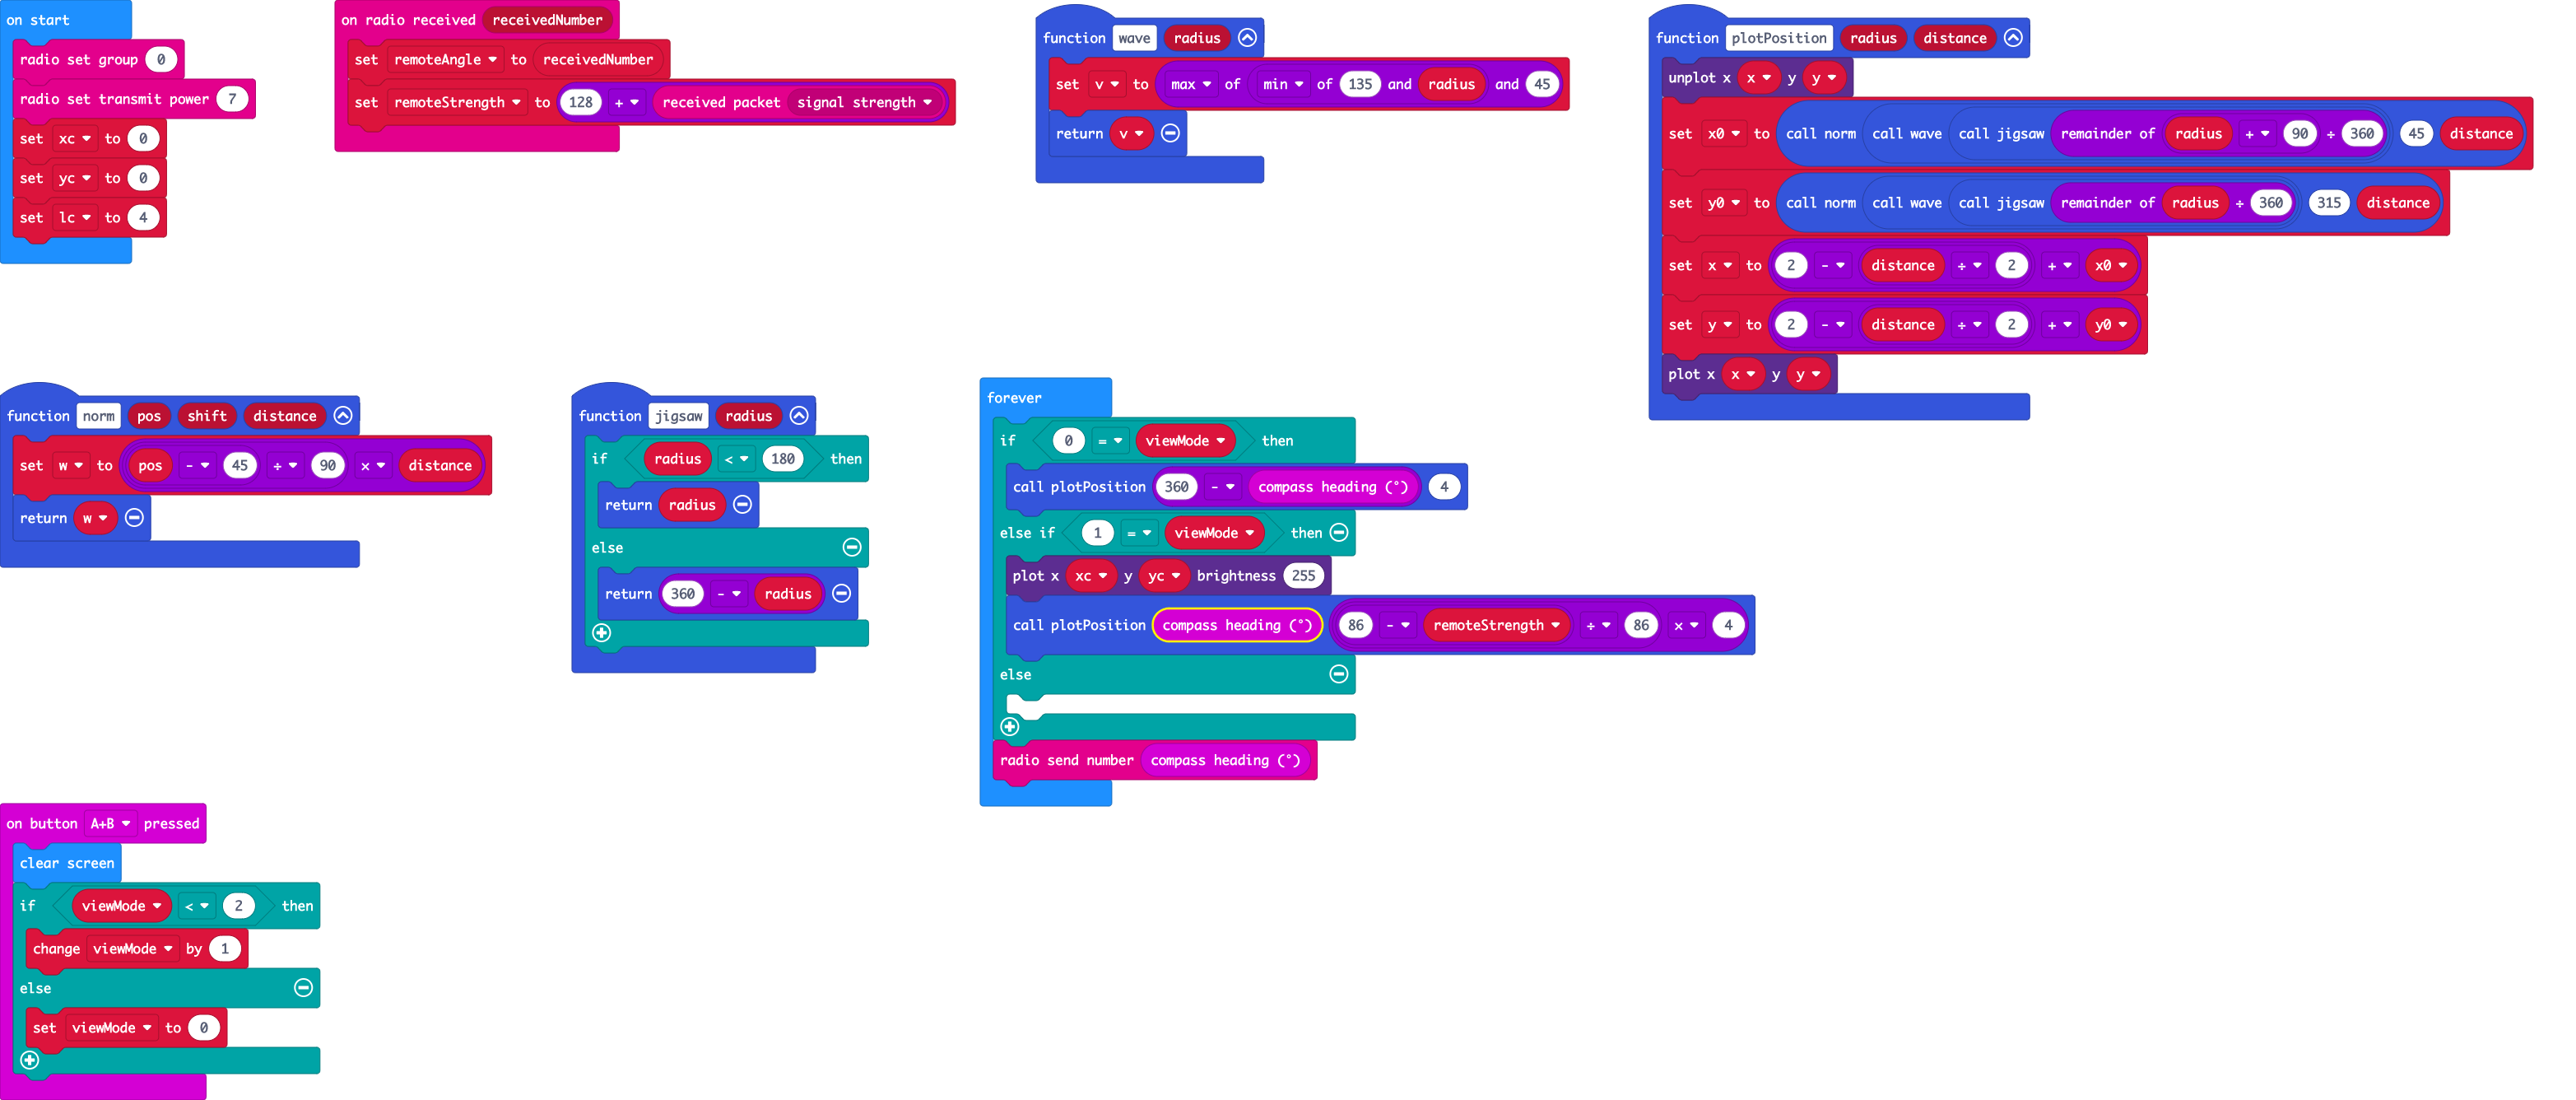 on start
radio set group 0
radio set transmit power 7
set xc to 0
set yc to 0
set lc to 4
on radio received receivedNumber
set remoteAngle to receivedNumber
set remoteStrength to 128 + received packet signal strength
function wave radius
set v to max of min of 135 and radius and 45
return v
function plotPosition radius distance
unplot x x y y
set x0 to call norm call wave call jigsaw remainder of radius + 90 ÷ 360 45 distance
set y0 to call norm call wave call jigsaw remainder of radius ÷ 360 315 distance
set x to 2 - distance ÷ 2 + x0
set y to 2 - distance ÷ 2 + y0
plot x x y y
function norm pos shift distance
set w to pos - 45 ÷ 90 × distance
return w
function jigsaw radius
if radius < 180 then
return radius
else
return 360 - radius
forever
if 0 = viewMode then
call plotPosition 360 - compass heading (°) 4
else if 1 = viewMode then
plot x xc y yc brightness 255
call plotPosition compass heading (°) 86 - remoteStrength ÷ 86 × 4
else
radio send number compass heading (°)
on button A+B pressed
clear screen
if viewMode < 2 then
change viewMode by 1
else
set viewMode to 0